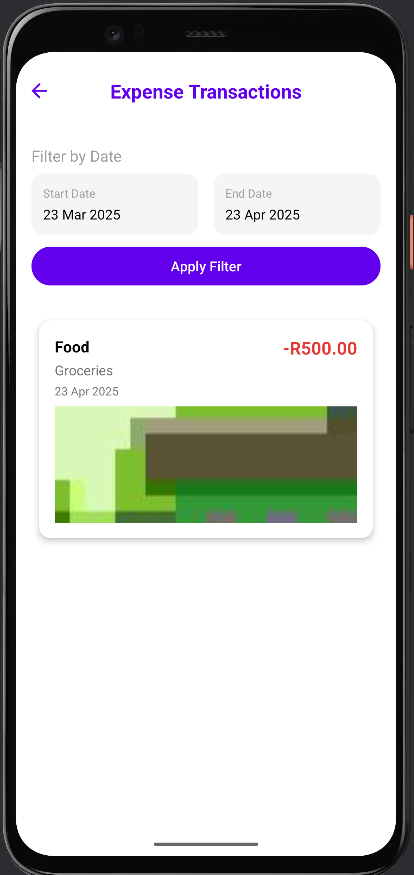 Expense Transactions
Filter by Date
Start Date
23 Mar 2025
End Date
23 Apr 2025
Apply Filter
Food
-R500.00
Groceries
23 Apr 2025